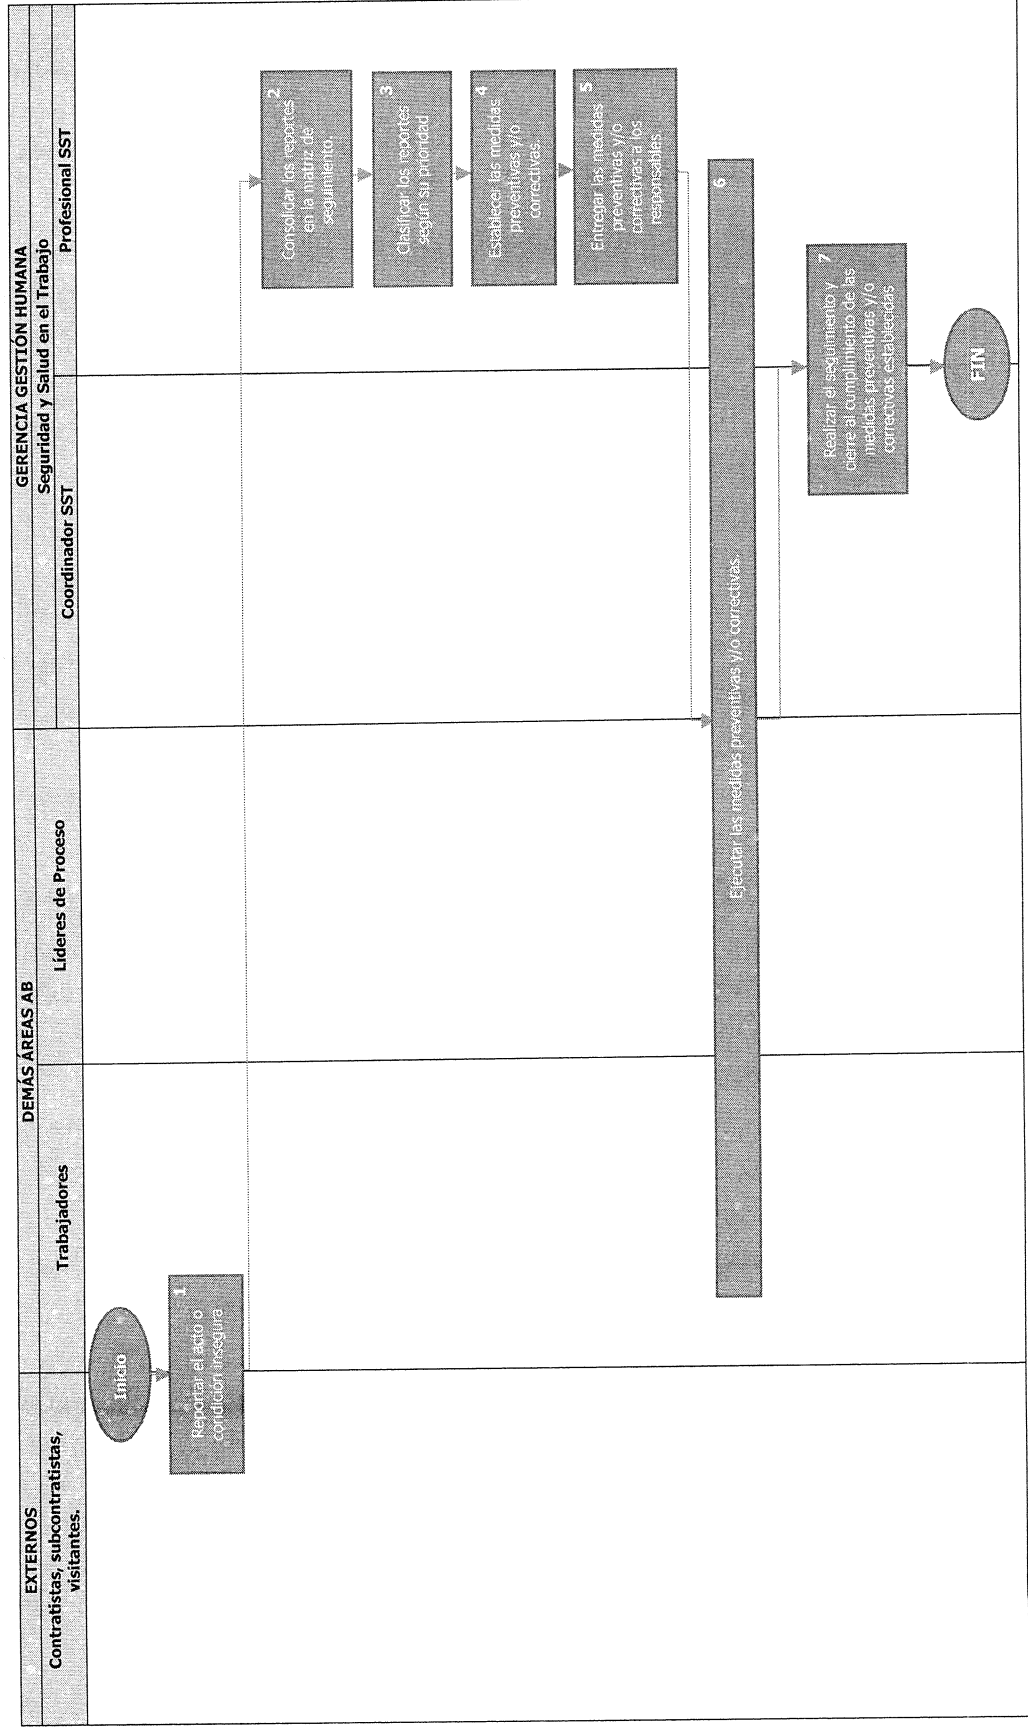 EXTERNOS
DEMÁS ÁREAS AB
GERENCIA GESTIÓN HUMANA
Seguridad y Salud en el Trabajo
Contratistas, subcontratistas,
visitantes.
Trabajadores
Líderes de Proceso
Coordinador SST
Profesional SST
Inicio
1
Reportar el acto o
condición insegura
2
Consolidar los reportes
en la matriz de
seguimiento.
3
Clasificar los reportes
según su prioridad
4
Establecer las medidas
preventivas y/o
correctivas.
5
Entregar las medidas
preventivas y/o
correctivas a los
responsables.
6
Ejecutar las medidas preventivas y/o correctivas.
7
Realizar el seguimiento y
cierre al cumplimiento de las
medidas preventivas y/o
correctivas establecidas
FIN